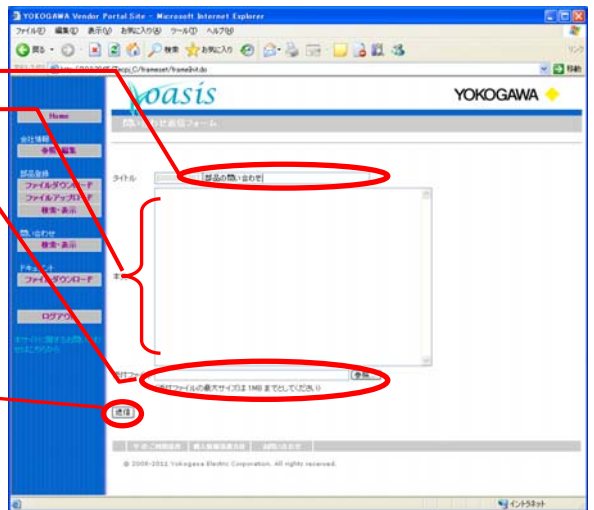 YOKOGAWA Vendor Portal Site - Microsoft Internet Explorer
ファイル(F) 編集(E) 表示(V) お気に入り(A) ツール(T) ヘルプ(H)
戻る 検索 お気に入り
移動
oasis
YOKOGAWA
Home
問い合わせ返信フォーム
会社情報
参照・編集
部品登録
ファイルダウンロード
ファイルアップロード
検索・表示
タイトル 部品の問い合わせ
問い合わせ
検索・表示
ドキュメント
ファイルダウンロード
ログアウト
添付ファイル 参照...
添付ファイルの最大サイズは1MBまでとしてください
送信
© 2008-2012 Yokogawa Electric Corporation. All rights reserved.
イントラネット